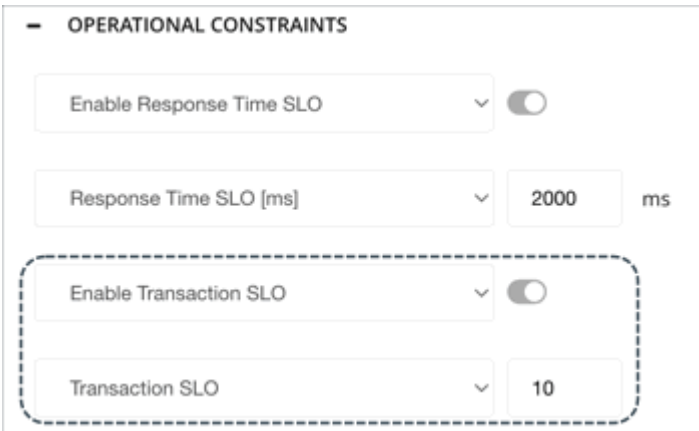 OPERATIONAL CONSTRAINTS
Enable Response Time SLO
Response Time SLO [ms] 2000 ms
Enable Transaction SLO
Transaction SLO 10